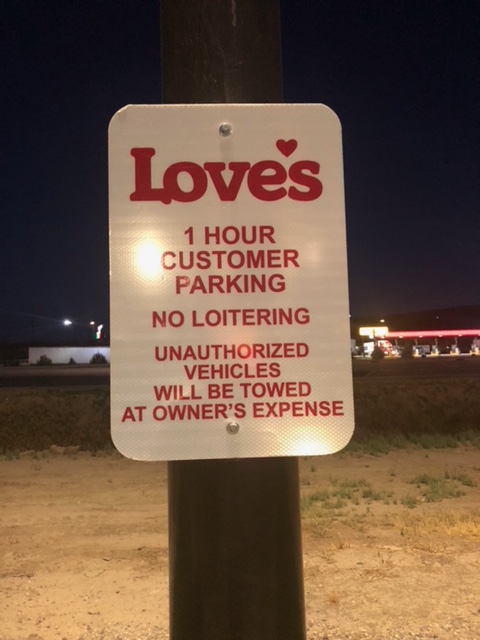 Love's
1 HOUR
CUSTOMER
PARKING
NO LOITERING
UNAUTHORIZED
VEHICLES
WILL BE TOWED
AT OWNER'S EXPENSE